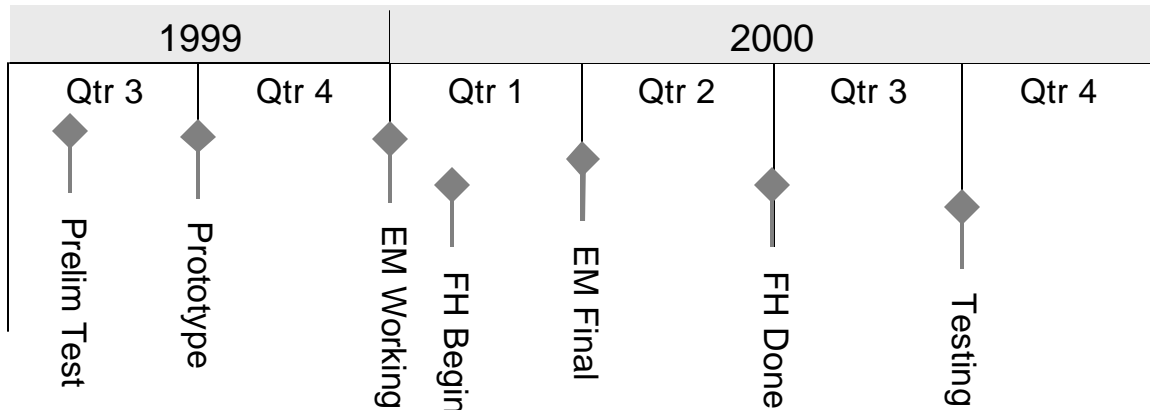 1999
2000
Qtr 3
Qtr 4
Qtr 1
Qtr 2
Qtr 3
Qtr 4
Prelim Test
Prototype
EM Working
FH Begin
EM Final
FH Done
Testing